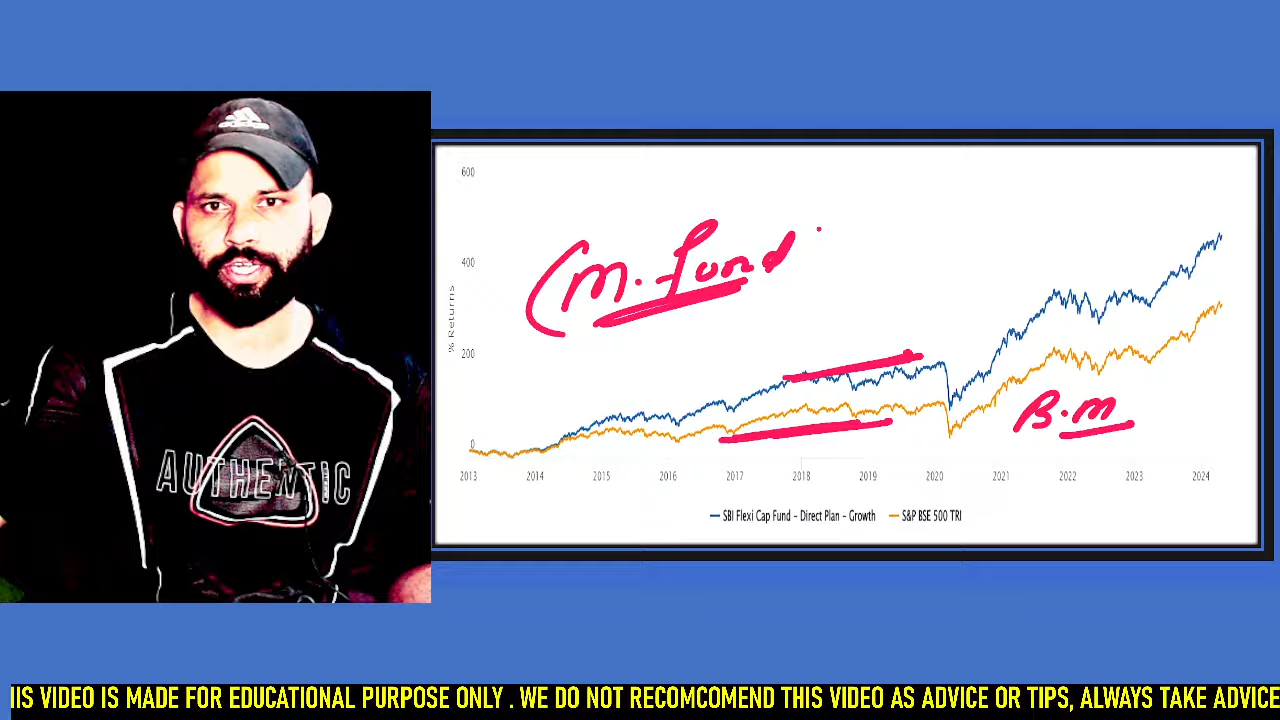 AUTHENTIC
600
400
200
0
% Returns
(M. Fund
B.M
2013 2014 2015 2016 2017 2018 2019 2020 2021 2022 2023 2024
SBI Flexi Cap Fund - Direct Plan - Growth S&P BSE 500 TRI
IIS VIDEO IS MADE FOR EDUCATIONAL PURPOSE ONLY . WE DO NOT RECOMCOMEND THIS VIDEO AS ADVICE OR TIPS, ALWAYS TAKE ADVICE